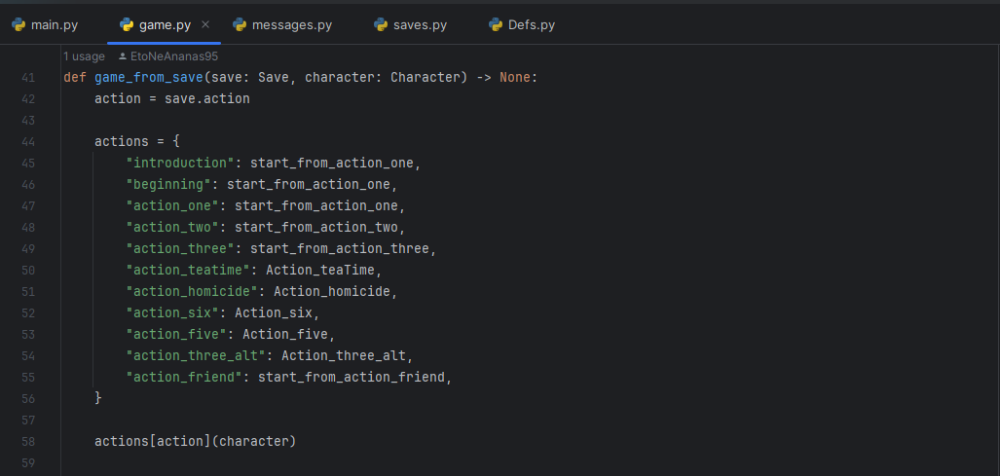 main.py game.py × messages.py saves.py Defs.py
1 usage EtoNeAnanas95
41 def game_from_save(save: Save, character: Character) -> None:
42 action = save.action
43
44 actions = {
45 "introduction": start_from_action_one,
46 "beginning": start_from_action_one,
47 "action_one": start_from_action_one,
48 "action_two": start_from_action_two,
49 "action_three": start_from_action_three,
50 "action_teatime": Action_teaTime,
51 "action_homicide": Action_homicide,
52 "action_six": Action_six,
53 "action_five": Action_five,
54 "action_three_alt": Action_three_alt,
55 "action_friend": start_from_action_friend,
56 }
57
58 actions[action](character)
59